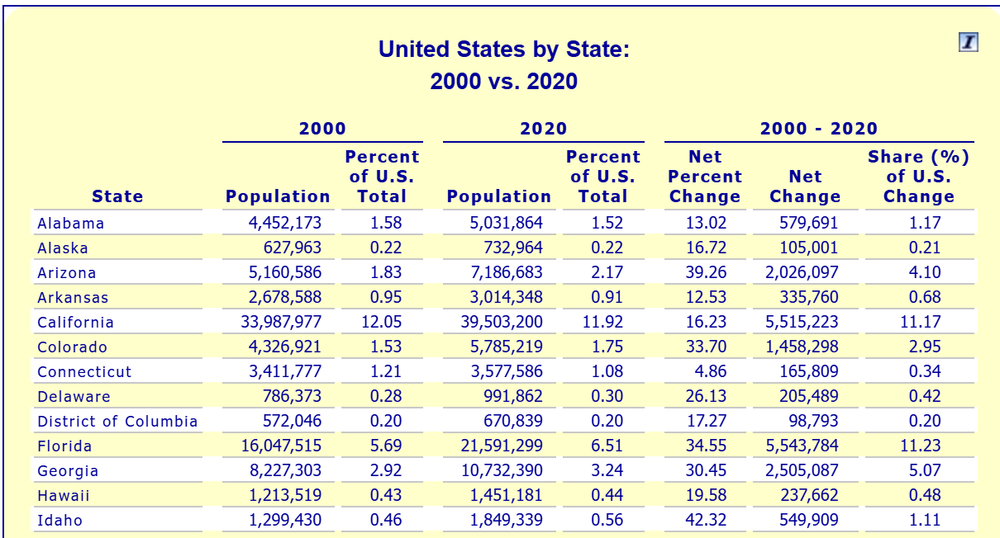 United States by State:
2000 vs. 2020
I
2000 2020 2000 - 2020
Percent Percent Net Share (%)
of U.S. of U.S. Percent Net of U.S.
State Population Total Population Total Change Change Change
Alabama 4,452,173 1.58 5,031,864 1.52 13.02 579,691 1.17
Alaska 627,963 0.22 732,964 0.22 16.72 105,001 0.21
Arizona 5,160,586 1.83 7,186,683 2.17 39.26 2,026,097 4.10
Arkansas 2,678,588 0.95 3,014,348 0.91 12.53 335,760 0.68
California 33,987,977 12.05 39,503,200 11.92 16.23 5,515,223 11.17
Colorado 4,326,921 1.53 5,785,219 1.75 33.70 1,458,298 2.95
Connecticut 3,411,777 1.21 3,577,586 1.08 4.86 165,809 0.34
Delaware 786,373 0.28 991,862 0.30 26.13 205,489 0.42
District of Columbia 572,046 0.20 670,839 0.20 17.27 98,793 0.20
Florida 16,047,515 5.69 21,591,299 6.51 34.55 5,543,784 11.23
Georgia 8,227,303 2.92 10,732,390 3.24 30.45 2,505,087 5.07
Hawaii 1,213,519 0.43 1,451,181 0.44 19.58 237,662 0.48
Idaho 1,299,430 0.46 1,849,339 0.56 42.32 549,909 1.11